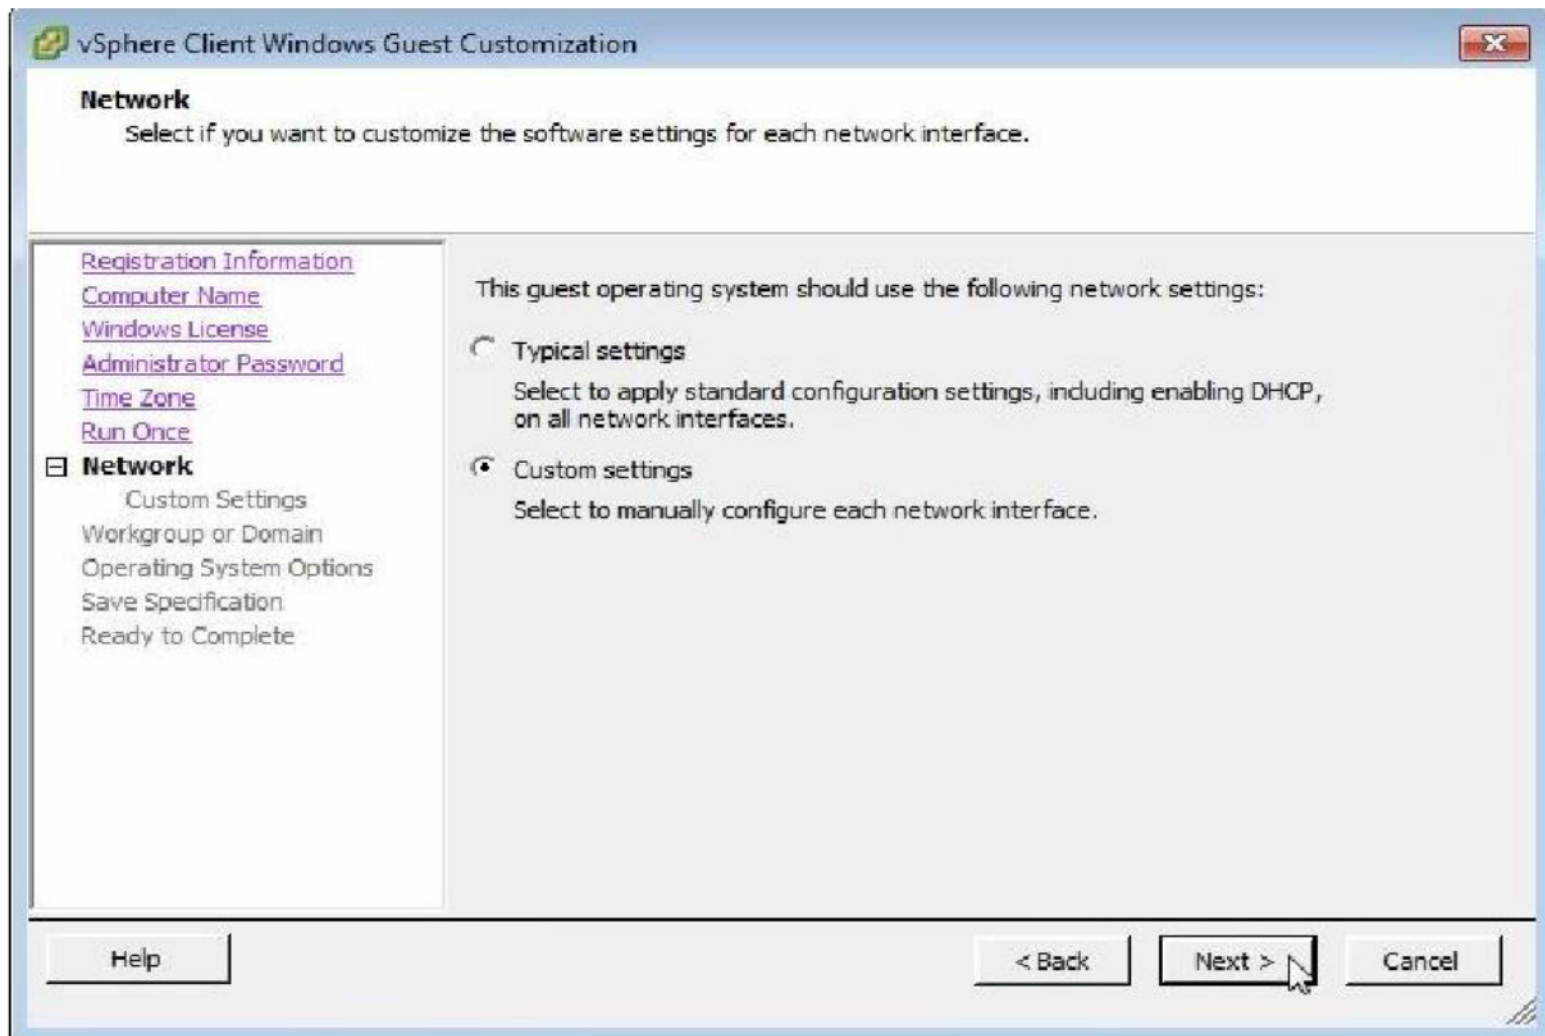 vSphere Client Windows Guest Customization
Network
Select if you want to customize the software settings for each network interface.
Registration Information
Computer Name
Windows License
Administrator Password
Time Zone
Run Once
Network
Custom Settings
Workgroup or Domain
Operating System Options
Save Specification
Ready to Complete
This guest operating system should use the following network settings:
Typical settings
Select to apply standard configuration settings, including enabling DHCP,
on all network interfaces.
Custom settings
Select to manually configure each network interface.
Help
< Back
Next >
Cancel